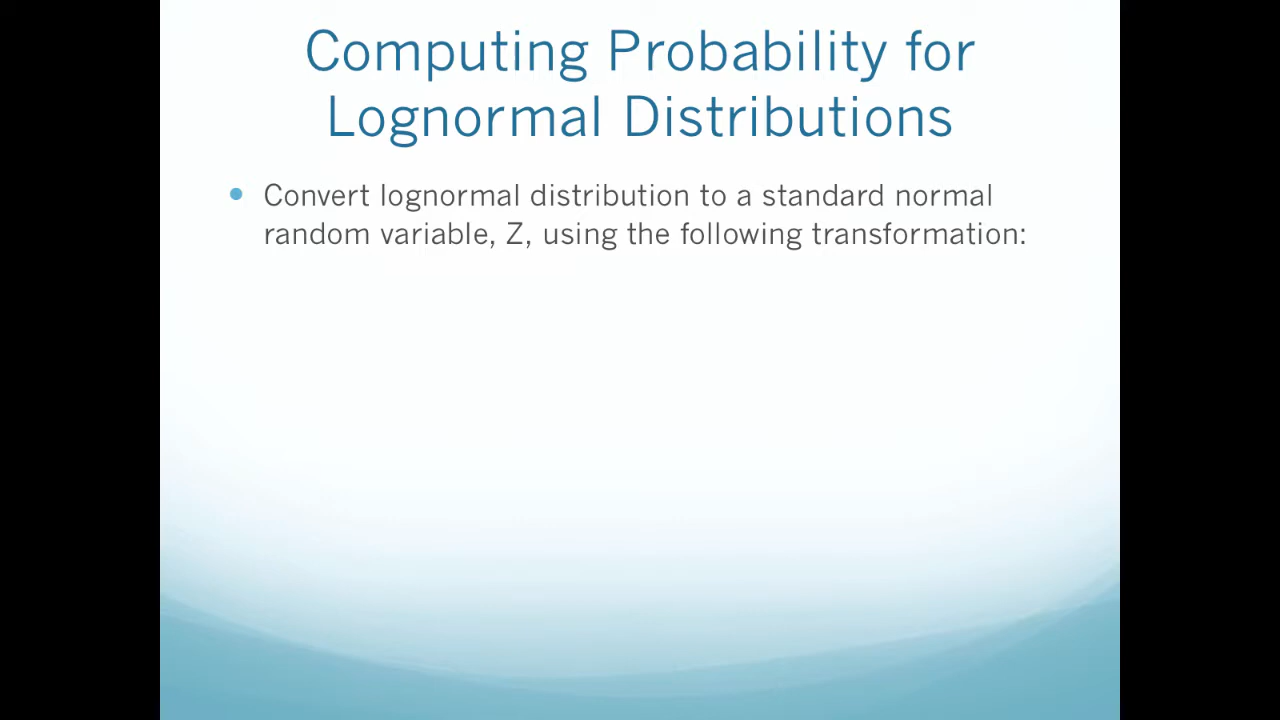 Computing Probability for
Lognormal Distributions
• Convert lognormal distribution to a standard normal
random variable, Z, using the following transformation: